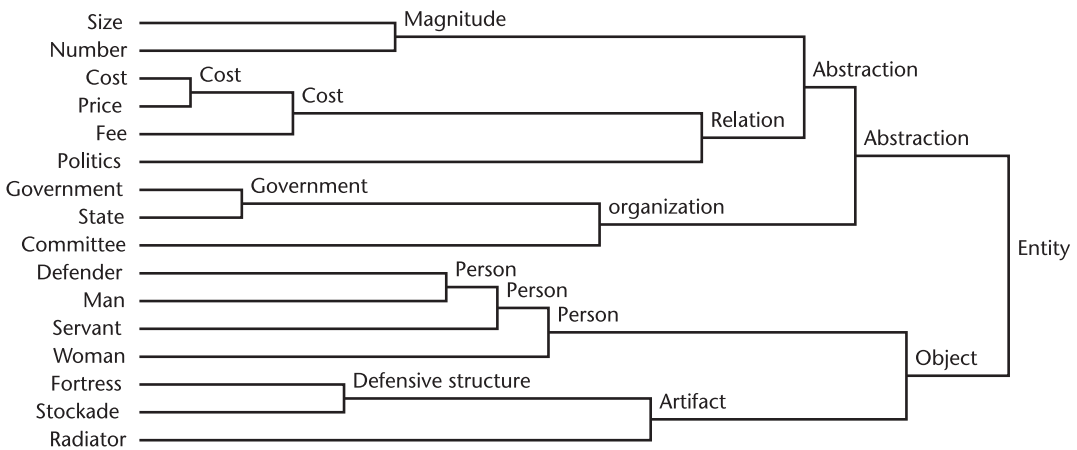 Size
Number
Cost
Price
Fee
Politics
Government
State
Committee
Defender
Man
Servant
Woman
Fortress
Stockade
Radiator
Magnitude
Cost
Cost
Relation
Abstraction
Abstraction
Government
organization
Entity
Person
Person
Person
Object
Defensive structure
Artifact